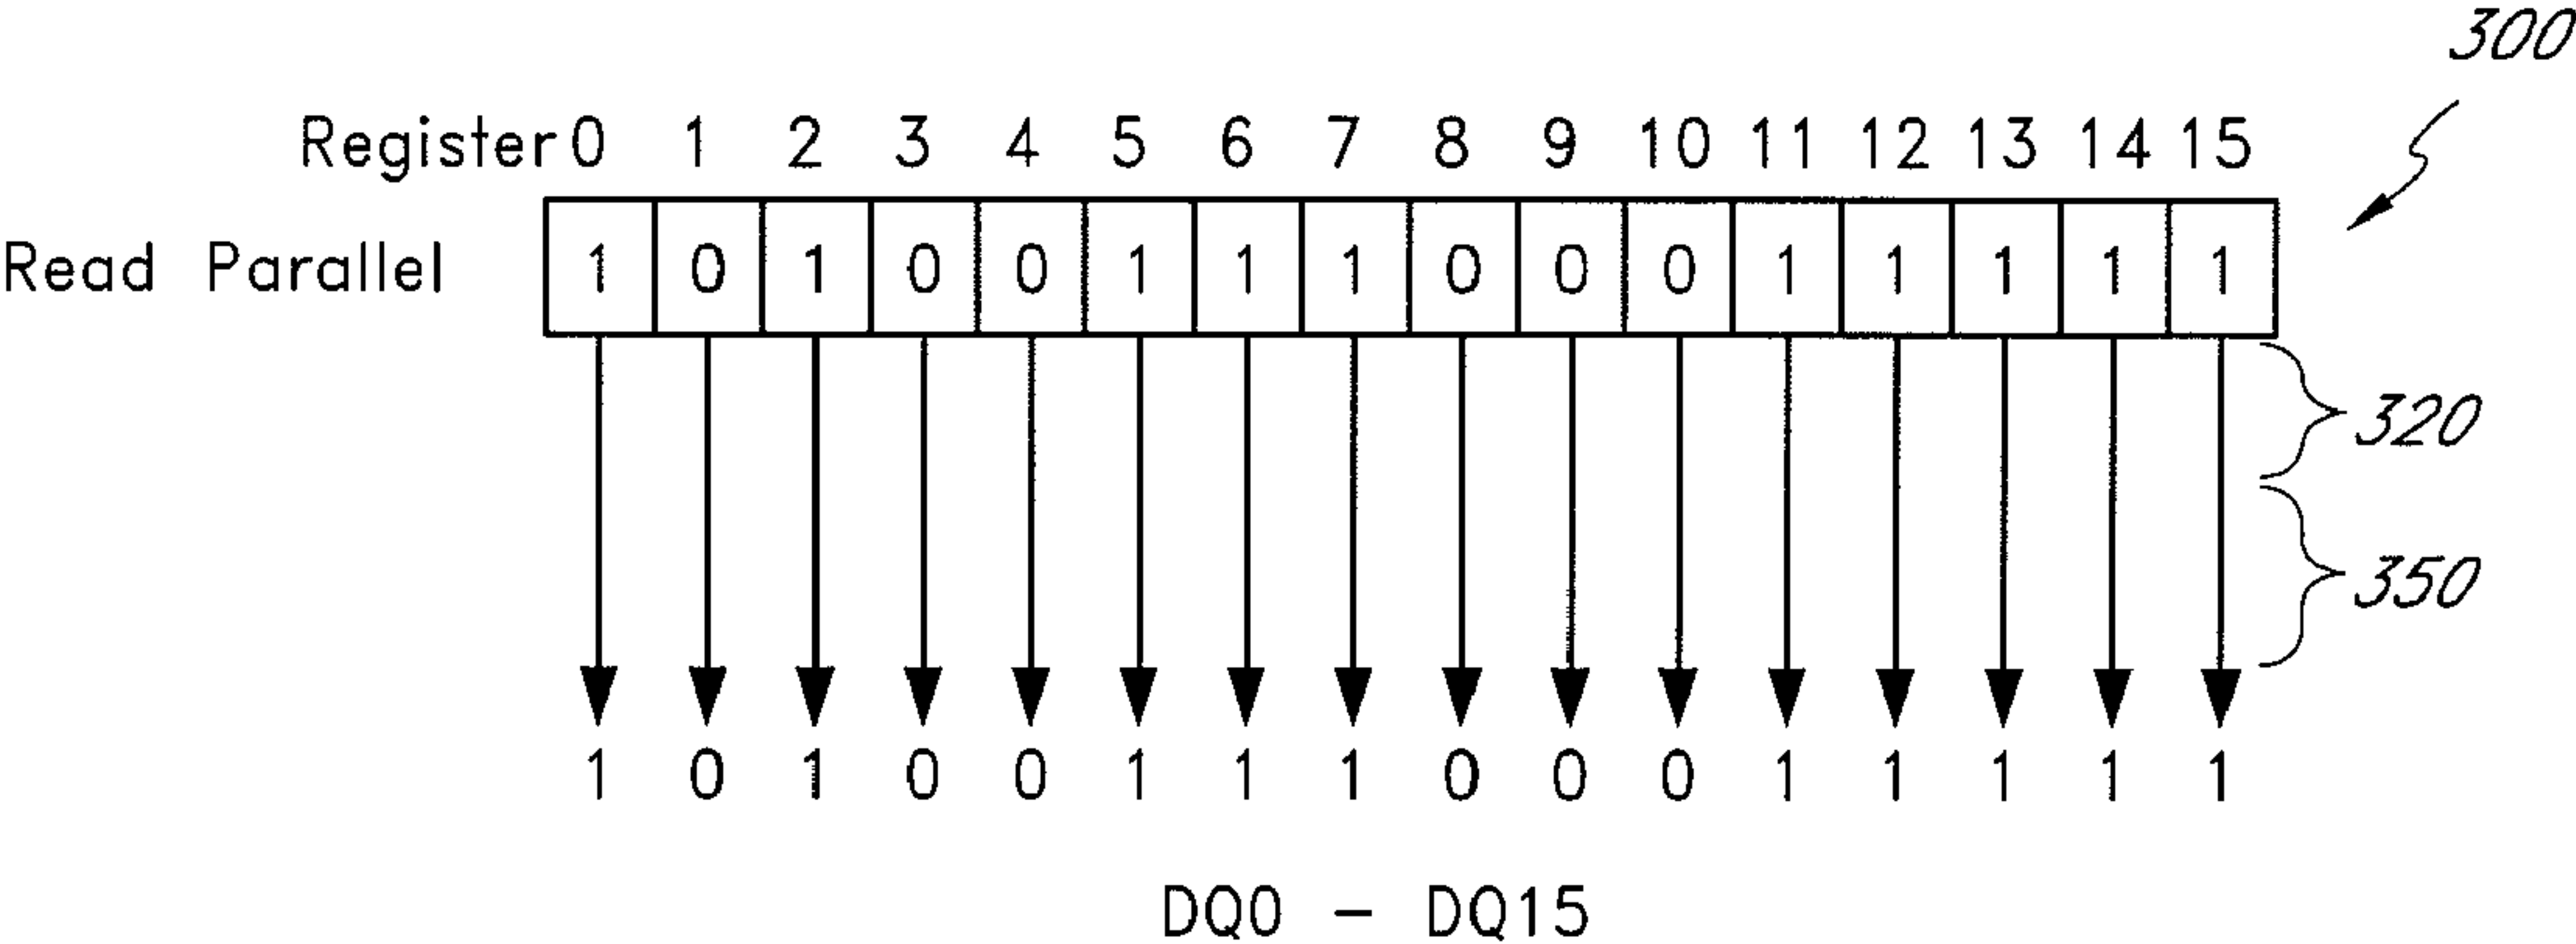 300
Register 0 1 2 3 4 5 6 7 8 9 10 11 12 13 14 15
Read Parallel 1 0 1 0 0 1 1 1 0 0 0 1 1 1 1 1
320
350
1 0 1 0 0 1 1 1 0 0 0 1 1 1 1 1
DQ0 – DQ15